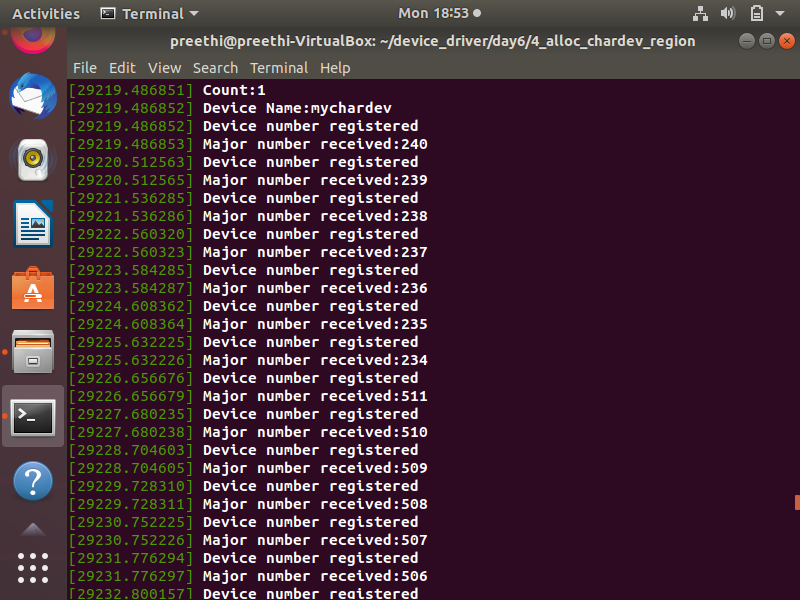 Activities Terminal Mon 18:53
preethi@preethi-VirtualBox: ~/device_driver/day6/4_alloc_chardev_region
File Edit View Search Terminal Help
[29219.486851] Count:1
[29219.486852] Device Name:mychardev
[29219.486852] Device number registered
[29219.486853] Major number received:240
[29220.512563] Device number registered
[29220.512565] Major number received:239
[29221.536285] Device number registered
[29221.536286] Major number received:238
[29222.560320] Device number registered
[29222.560323] Major number received:237
[29223.584285] Device number registered
[29223.584287] Major number received:236
[29224.608362] Device number registered
[29224.608364] Major number received:235
[29225.632225] Device number registered
[29225.632226] Major number received:234
[29226.656676] Device number registered
[29226.656679] Major number received:511
[29227.680235] Device number registered
[29227.680238] Major number received:510
[29228.704603] Device number registered
[29228.704605] Major number received:509
[29229.728310] Device number registered
[29229.728311] Major number received:508
[29230.752225] Device number registered
[29230.752226] Major number received:507
[29231.776294] Device number registered
[29231.776297] Major number received:506
[29232.800157] Device number registered